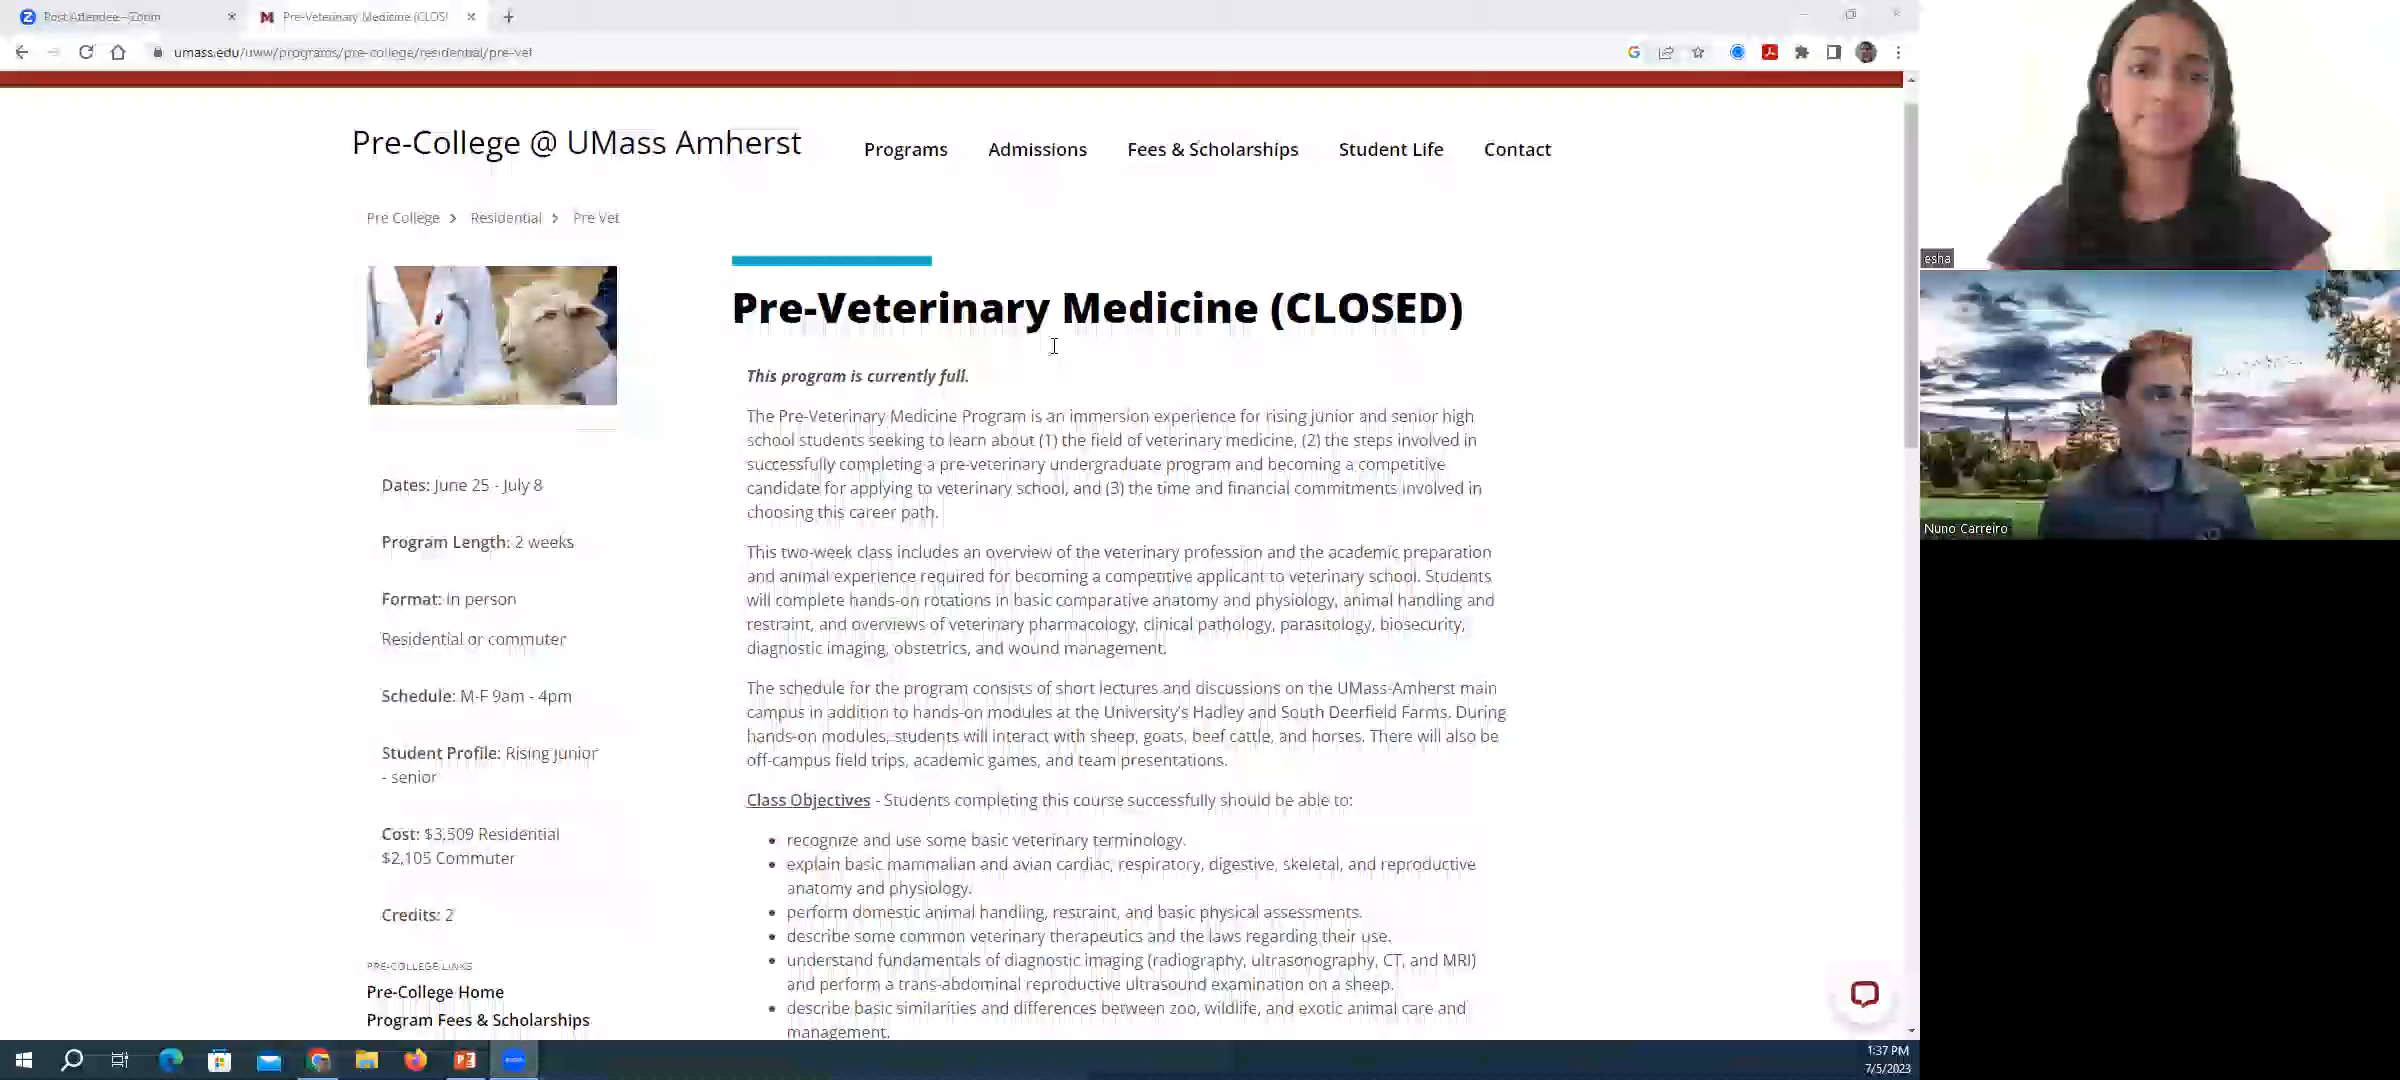 Post Attendee - Zoom
Pre-Veterinary Medicine (CLOS
umass.edu/uww/programs/pre-college/residential/pre-vet
Pre-College @ UMass Amherst
Programs
Admissions
Fees & Scholarships
Student Life
Contact
Pre College > Residential > Pre Vet
Dates: June 25 - July 8
Program Length: 2 weeks
Format: In person
Residential or commuter
Schedule: M-F 9am - 4pm
Student Profile: Rising junior
- senior
Cost: $3,509 Residential
$2,105 Commuter
Credits: 2
PRE-COLLEGE LINKS
Pre-College Home
Program Fees & Scholarships
Pre-Veterinary Medicine (CLOSED)
This program is currently full.
The Pre-Veterinary Medicine Program is an immersion experience for rising junior and senior high
school students seeking to learn about (1) the field of veterinary medicine, (2) the steps involved in
successfully completing a pre-veterinary undergraduate program and becoming a competitive
candidate for applying to veterinary school, and (3) the time and financial commitments involved in
choosing this career path.
This two-week class includes an overview of the veterinary profession and the academic preparation
and animal experience required for becoming a competitive applicant to veterinary school. Students
will complete hands-on rotations in basic comparative anatomy and physiology, animal handling and
restraint, and overviews of veterinary pharmacology, clinical pathology, parasitology, biosecurity,
diagnostic imaging, obstetrics, and wound management.
The schedule for the program consists of short lectures and discussions on the UMass-Amherst main
campus in addition to hands-on modules at the University's Hadley and South Deerfield Farms. During
hands-on modules, students will interact with sheep, goats, beef cattle, and horses. There will also be
off-campus field trips, academic games, and team presentations.
Class Objectives - Students completing this course successfully should be able to:
• recognize and use some basic veterinary terminology.
• explain basic mammalian and avian cardiac, respiratory, digestive, skeletal, and reproductive
anatomy and physiology.
• perform domestic animal handling, restraint, and basic physical assessments.
• describe some common veterinary therapeutics and the laws regarding their use.
• understand fundamentals of diagnostic imaging (radiography, ultrasonography, CT, and MRI)
and perform a trans-abdominal reproductive ultrasound examination on a sheep.
• describe basic similarities and differences between zoo, wildlife, and exotic animal care and
management.
esha
Nuno Carreiro
1:37 PM
7/5/2023